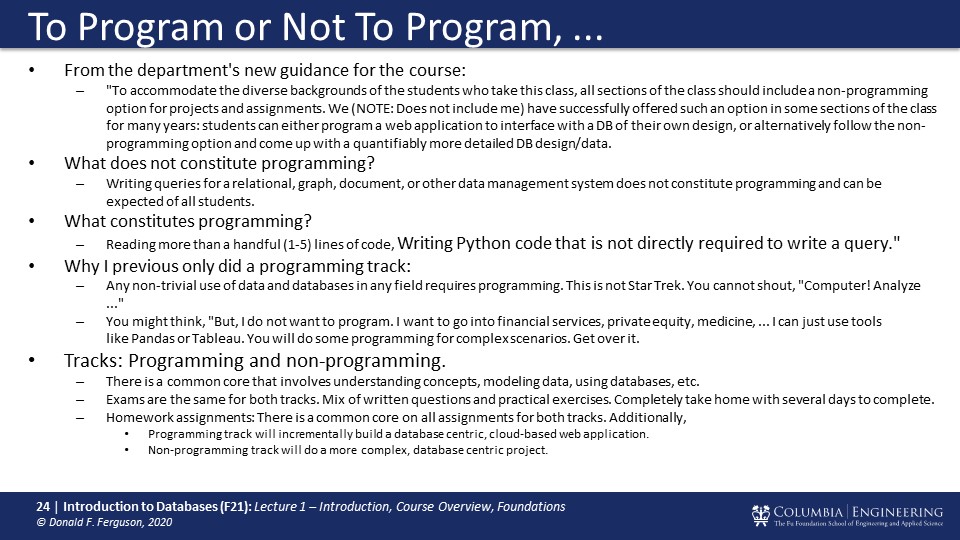 To Program or Not To Program, ...
• From the department's new guidance for the course:
– "To accommodate the diverse backgrounds of the students who take this class, all sections of the class should include a non-programming
option for projects and assignments. We (NOTE: Does not include me) have successfully offered such an option in some sections of the class
for many years: students can either program a web application to interface with a DB of their own design, or alternatively follow the non-
programming option and come up with a quantifiably more detailed DB design/data.
• What does not constitute programming?
– Writing queries for a relational, graph, document, or other data management system does not constitute programming and can be
expected of all students.
• What constitutes programming?
– Reading more than a handful (1-5) lines of code, Writing Python code that is not directly required to write a query."
• Why I previous only did a programming track:
– Any non-trivial use of data and databases in any field requires programming. This is not Star Trek. You cannot shout, "Computer! Analyze
..."
– You might think, "But, I do not want to program. I want to go into financial services, private equity, medicine, ... I can just use tools
like Pandas or Tableau. You will do some programming for complex scenarios. Get over it.
• Tracks: Programming and non-programming.
– There is a common core that involves understanding concepts, modeling data, using databases, etc.
– Exams are the same for both tracks. Mix of written questions and practical exercises. Completely take home with several days to complete.
– Homework assignments: There is a common core on all assignments for both tracks. Additionally,
• Programming track will incrementally build a database centric, cloud-based web application.
• Non-programming track will do a more complex, database centric project.
24 | Introduction to Databases (F21): Lecture 1 – Introduction, Course Overview, Foundations
© Donald F. Ferguson, 2020
COLUMBIA | ENGINEERING
The Fu Foundation School of Engineering and Applied Science